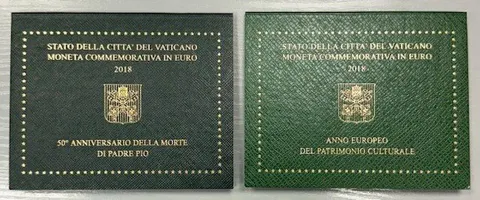 STATO DELLA CITTA' DEL VATICANO
MONETA COMMEMORATIVA IN EURO
2018
50° ANNIVERSARIO DELLA MORTE
DI PADRE PIO
STATO DELLA CITTA' DEL VATICANO
MONETA COMMEMORATIVA IN EURO
2018
ANNO EUROPEO
DEL PATRIMONIO CULTURALE